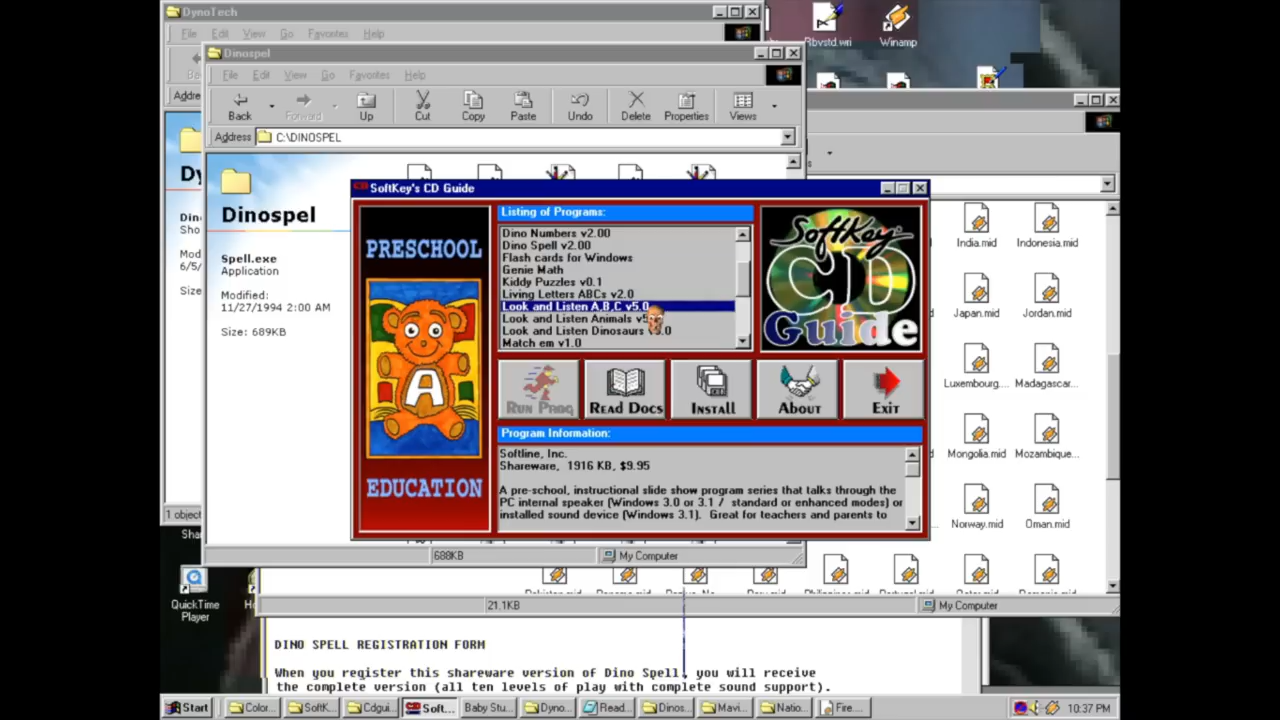 DynoTech
File Edit View Go Favorites Help
Rbvstd.wri
Winamp
Dinospel
File Edit View Go Favorites Help
Back Forward Up Cut Copy Paste Undo Delete Properties Views
Address C:\DINOSPEL
Dinospel
Spell.exe
Application
Modified:
11/27/1994 2:00 AM
Size: 689KB
SoftKey's CD Guide
PRESCHOOL
A
EDUCATION
Listing of Programs:
Dino Numbers v2.00
Dino Spell v2.00
Flash cards for Windows
Genie Math
Kiddy Puzzles v0.1
Living Letters ABCs v2.0
Look and Listen A,B,C v5.0
Look and Listen Animals v5
Look and Listen Dinosaurs v5.0
Match em v1.0
SoftKey
CD
Guide
Run Prog
Read Docs
Install
About
Exit
Program Information:
Softline, Inc.
Shareware, 1916 KB, $9.95
A pre-school, instructional slide show program series that talks through the
PC internal speaker (Windows 3.0 or 3.1 / standard or enhanced modes) or
installed sound device (Windows 3.1). Great for teachers and parents to
India.mid
Indonesia.mid
Japan.mid
Jordan.mid
Luxembourg....
Madagascar...
Mongolia.mid
Mozambique...
Norway.mid
Oman.mid
1 object
688KB
My Computer
QuickTime
Player
21.1KB
My Computer
DINO SPELL REGISTRATION FORM
When you register this shareware version of Dino Spell, you will receive
the complete version (all ten levels of play with complete sound support).
Start Color... SoftK... Cdgui... Soft... Baby Stu... Dyno... Read... Dinos... Mavi... Natio... Fire.... 10:37 PM